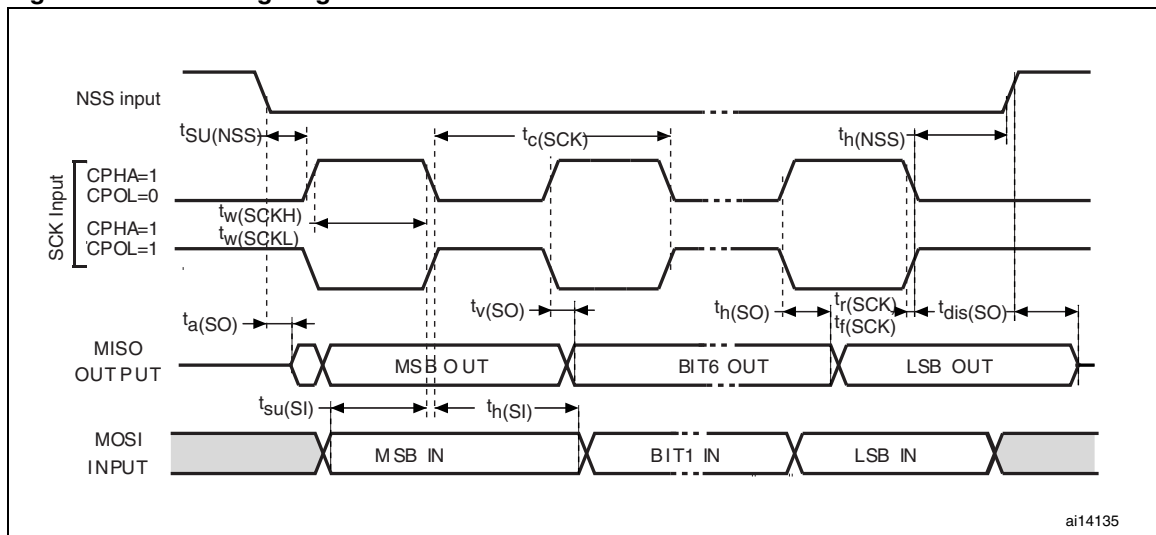 NSS input
tSU(NSS)
tc(SCK)
th(NSS)
SCK Input
CPHA=1
CPOL=0
tw(SCKH)
CPHA=1
tw(SCKL)
CPOL=1
ta(SO)
tv(SO)
th(SO)
tr(SCK)
tf(SCK)
tdis(SO)
MISO
OUTPUT
MSB OUT
BIT6 OUT
LSB OUT
tsu(SI)
th(SI)
MOSI
INPUT
MSB IN
BIT1 IN
LSB IN
ai14135